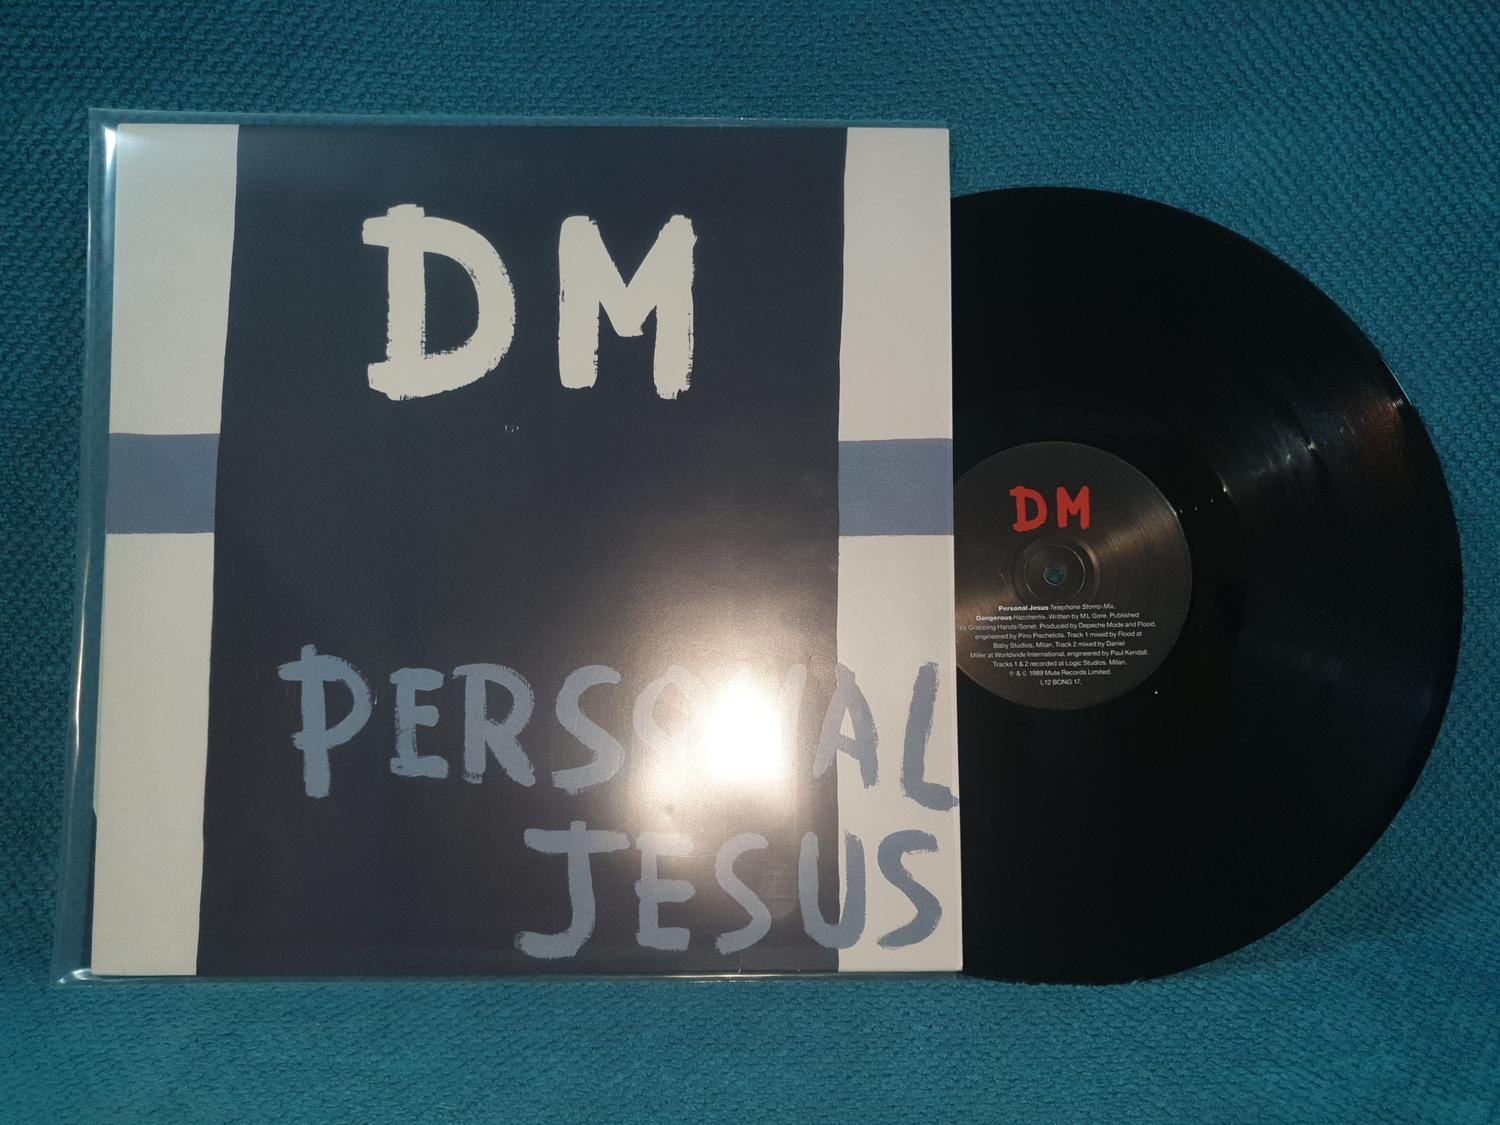 DM
PERSONAL
JESUS
DM
Personal Jesus Telephone Stomp Mix,
Dangerous Hazchemix. Written by M L Gore. Published
by Grabbing Hands/Sonet. Produced by Depeche Mode and Flood,
engineered by Pino Pischetola. Track 1 mixed by Flood at
Baby Studios, Milan. Track 2 mixed by Daniel
Miller at Worldwide International, engineered by Paul Kendall.
Tracks 1 & 2 recorded at Logic Studios, Milan.
℗ & © 1989 Mute Records Limited.
L12 BONG 17.